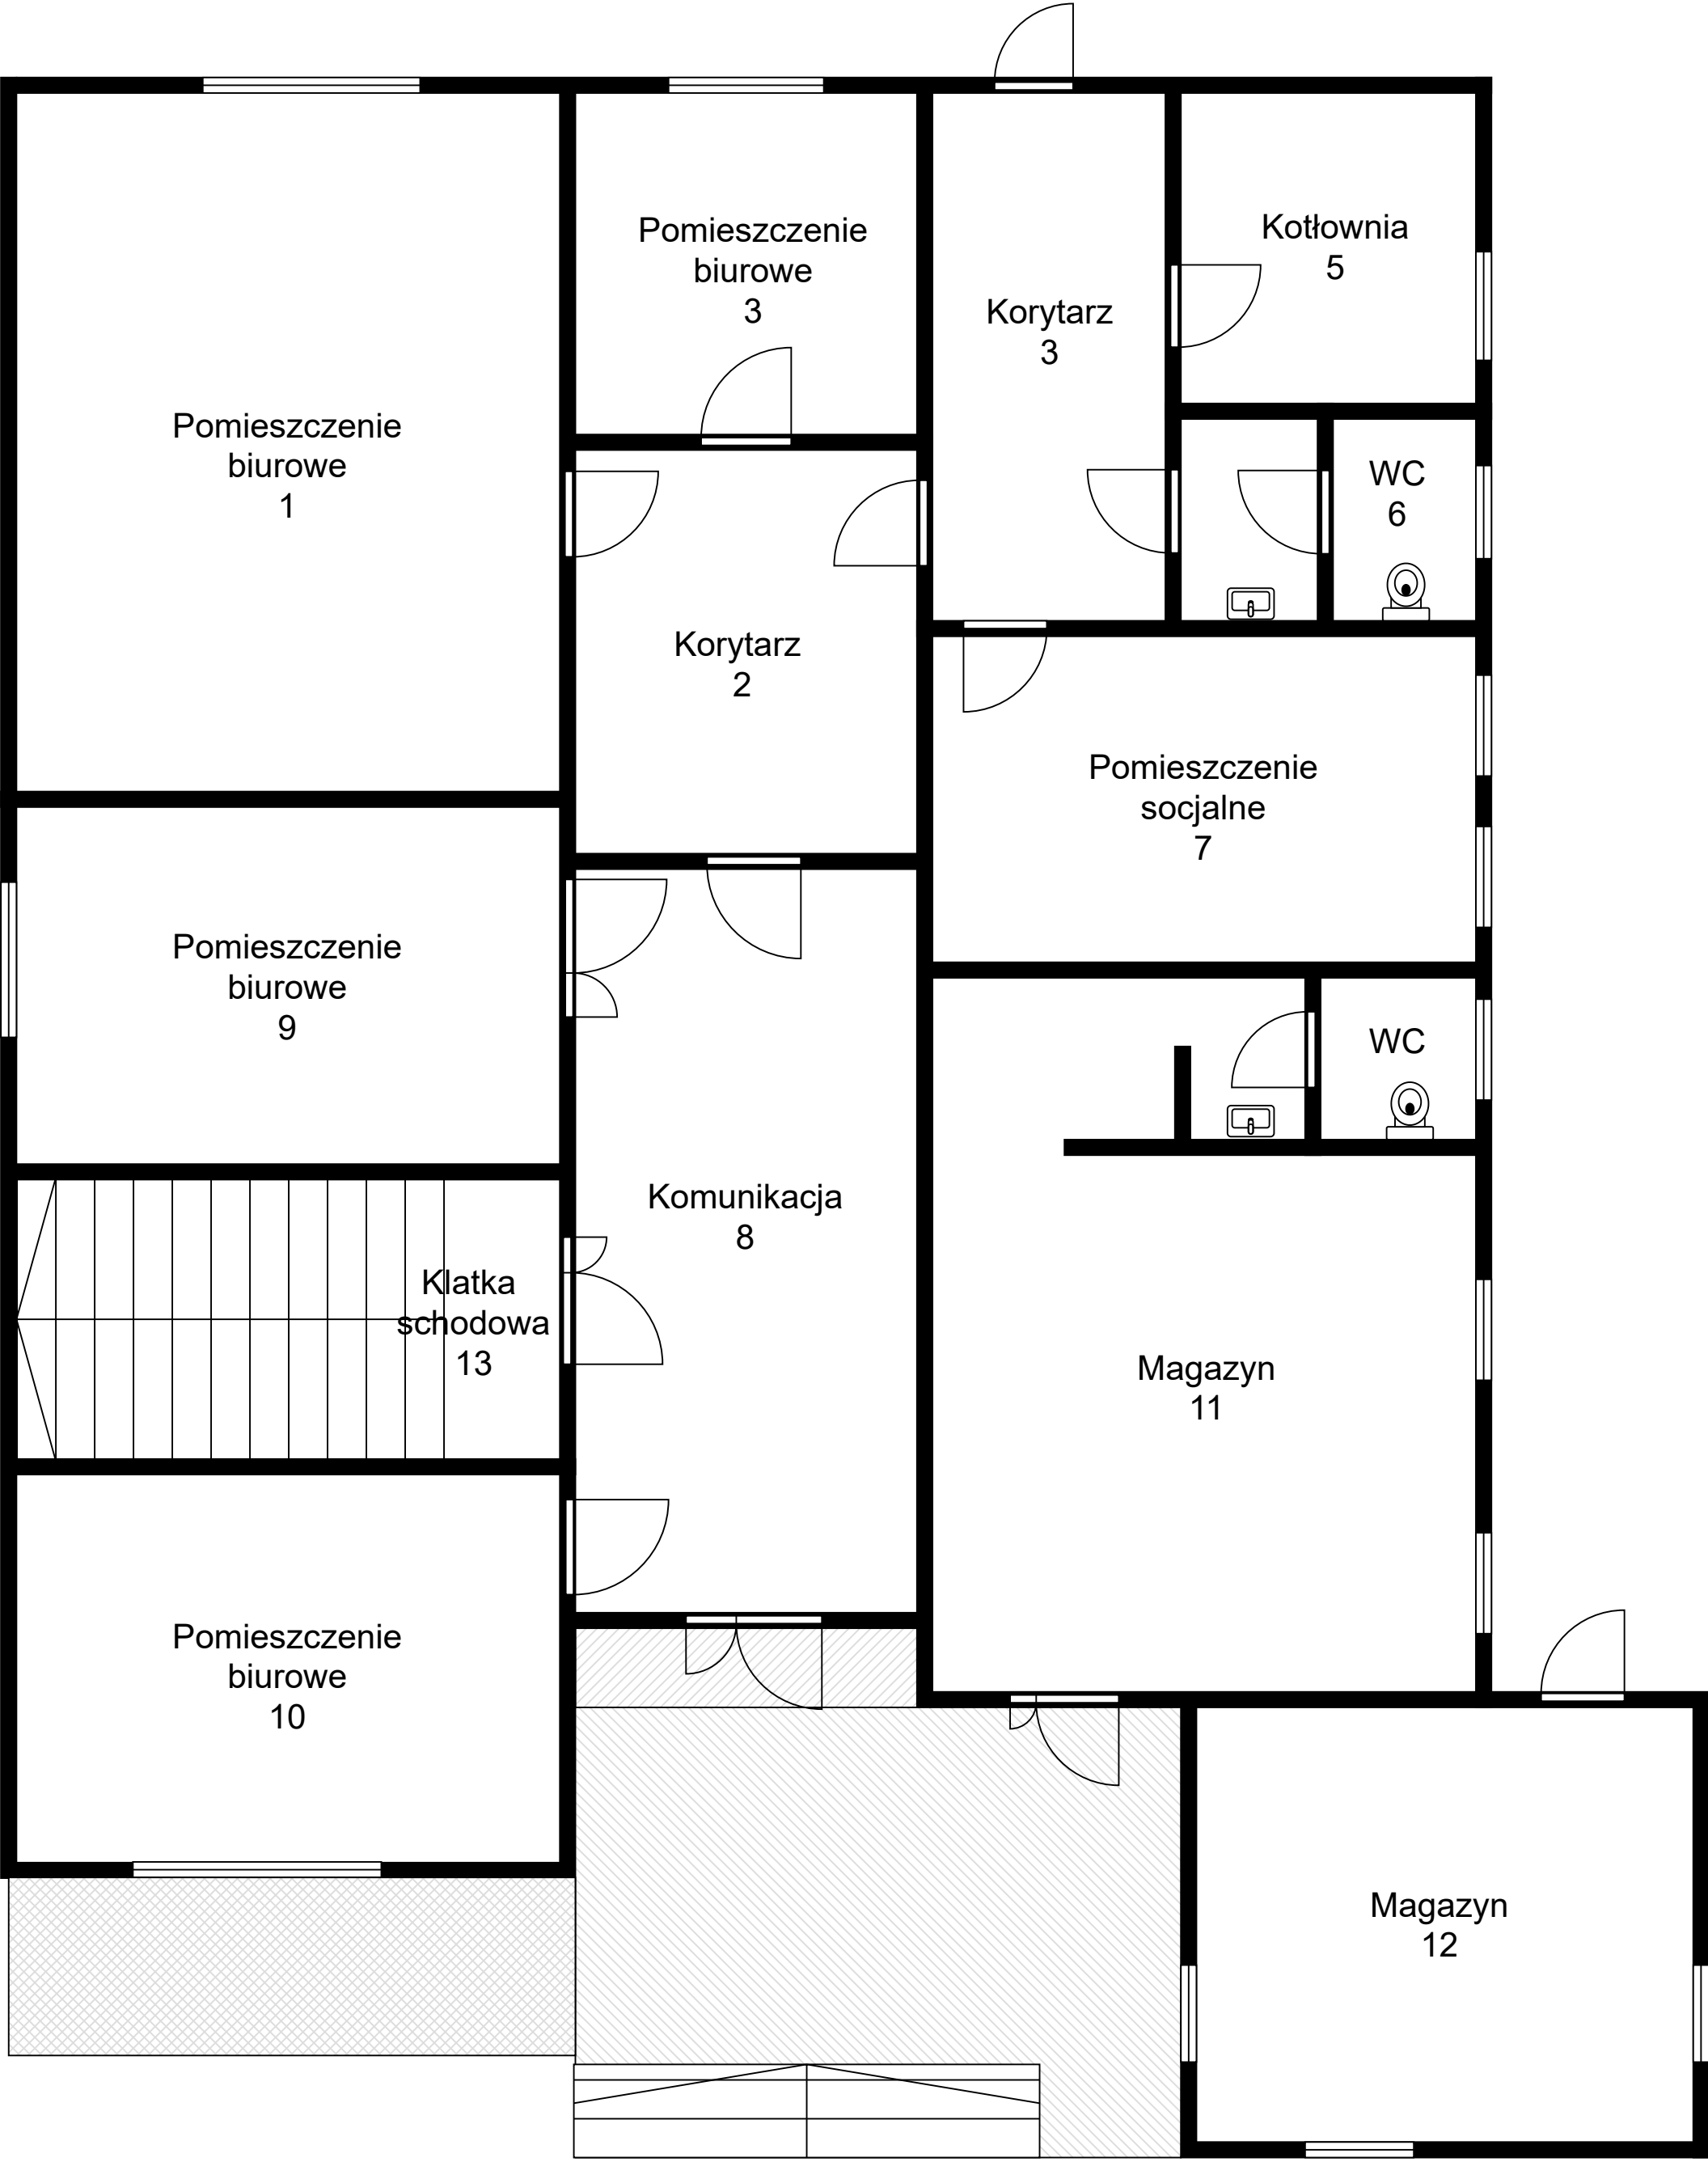 Pomieszczenie
biurowe
3
Kotłownia
5
Korytarz
3
Pomieszczenie
biurowe
1
WC
6
Korytarz
2
Pomieszczenie
socjalne
7
Pomieszczenie
biurowe
9
WC
Komunikacja
8
Klatka
schodowa
13
Magazyn
11
Pomieszczenie
biurowe
10
Magazyn
12